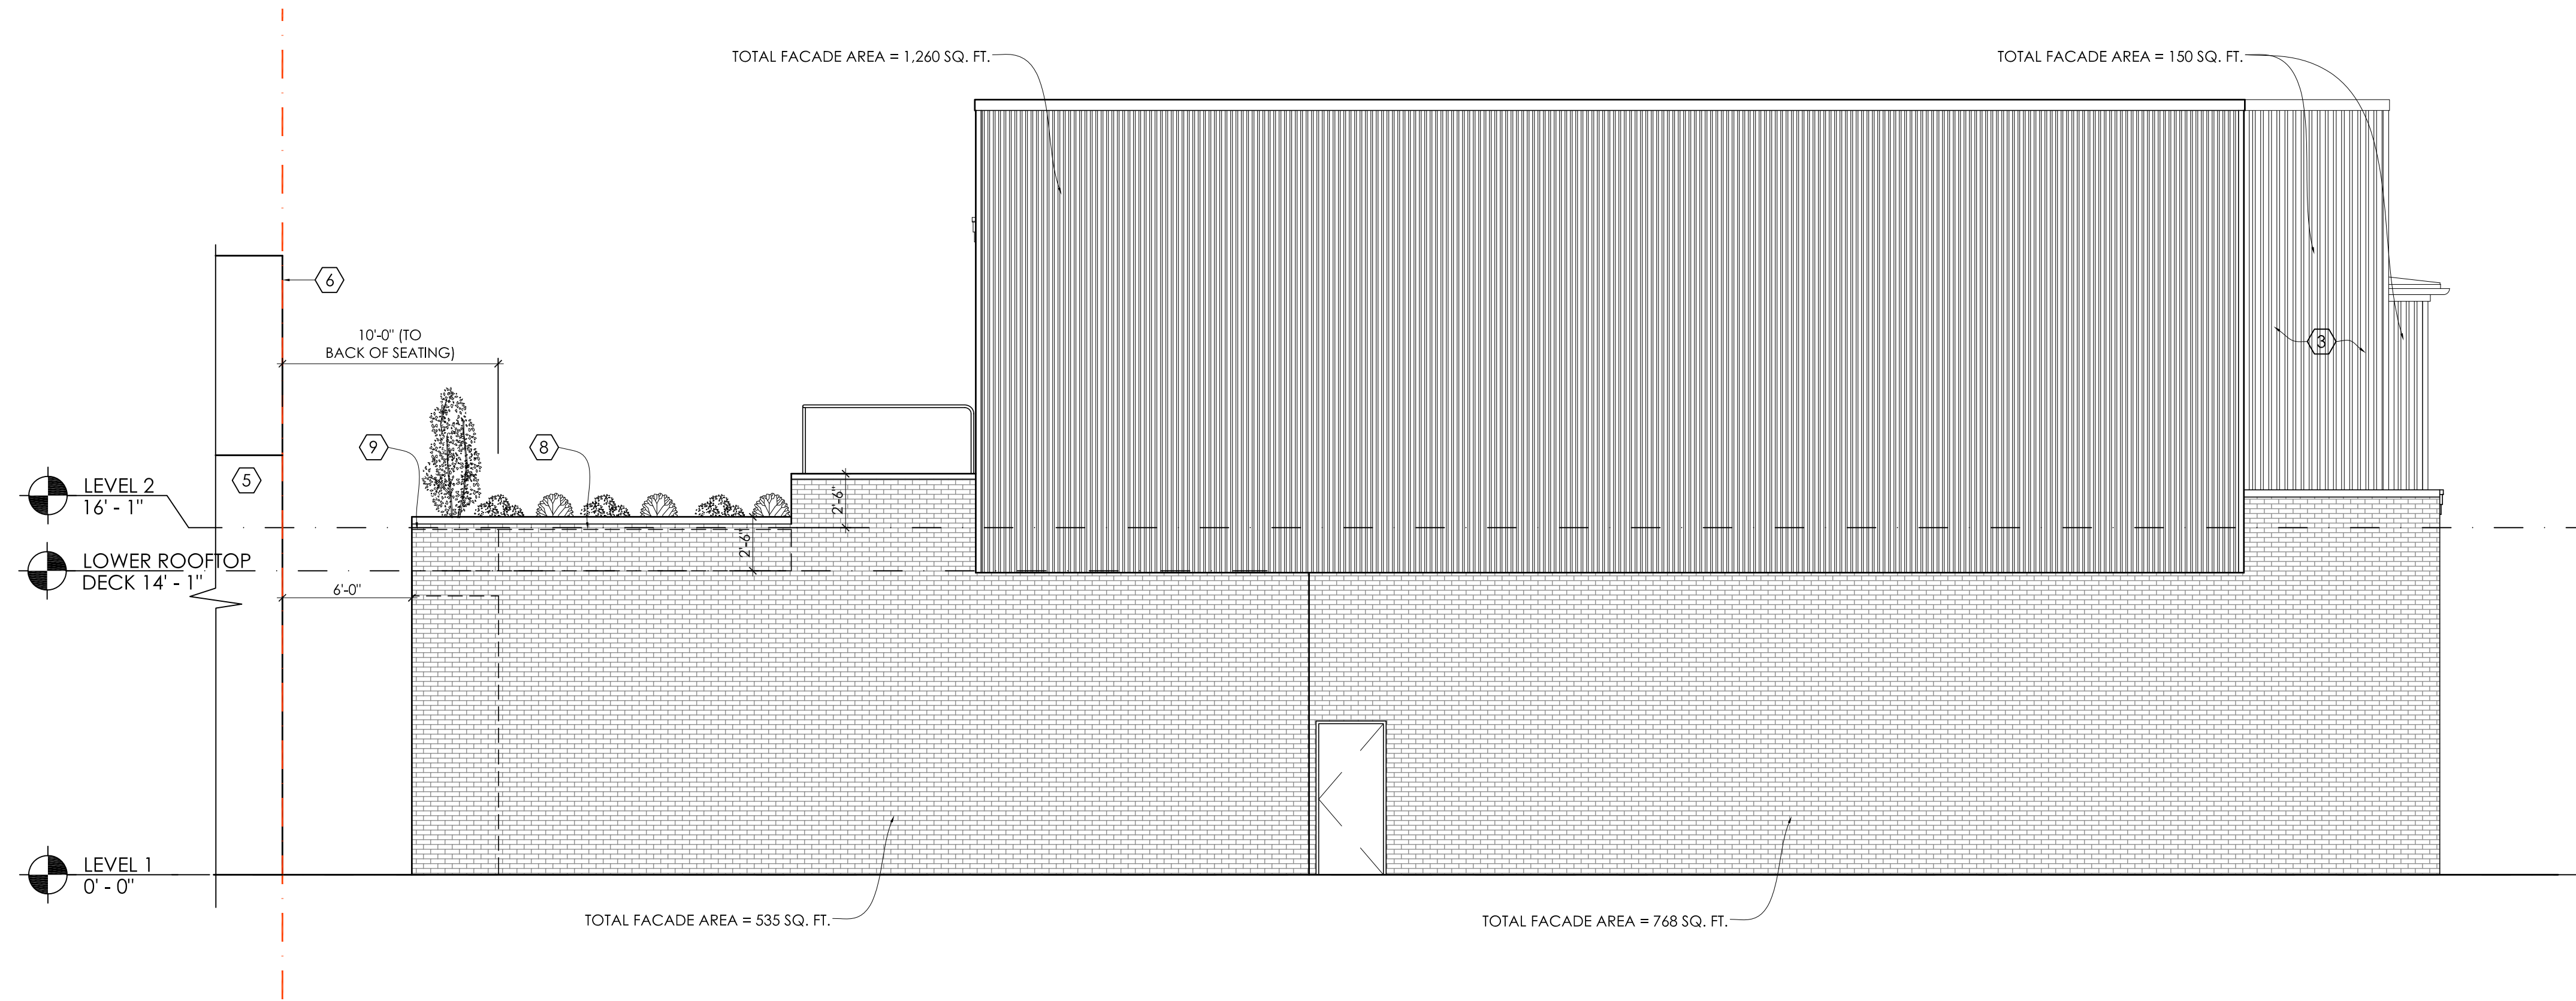 TOTAL FACADE AREA = 1,260 SQ. FT.
TOTAL FACADE AREA = 150 SQ. FT.
6
10'-0" (TO
BACK OF SEATING)
3
9
8
5
LEVEL 2
16' - 1"
2'-6"
2'-6"
LOWER ROOFTOP
DECK 14' - 1"
6'-0"
LEVEL 1
0' - 0"
TOTAL FACADE AREA = 535 SQ. FT.
TOTAL FACADE AREA = 768 SQ. FT.